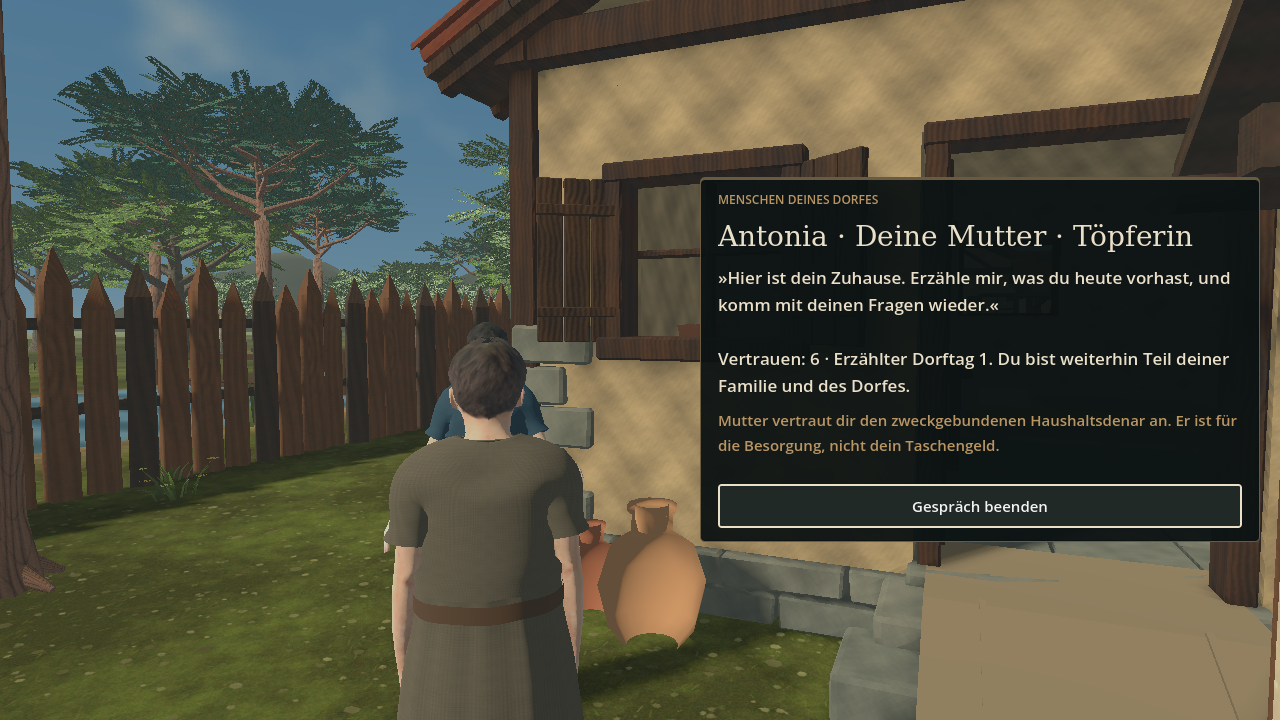 MENSCHEN DEINES DORFES
Antonia · Deine Mutter · Töpferin
»Hier ist dein Zuhause. Erzähle mir, was du heute vorhast, und
komm mit deinen Fragen wieder.«
Vertrauen: 6 · Erzählter Dorftag 1. Du bist weiterhin Teil deiner
Familie und des Dorfes.
Mutter vertraut dir den zweckgebundenen Haushaltsdenar an. Er ist für
die Besorgung, nicht dein Taschengeld.
Gespräch beenden